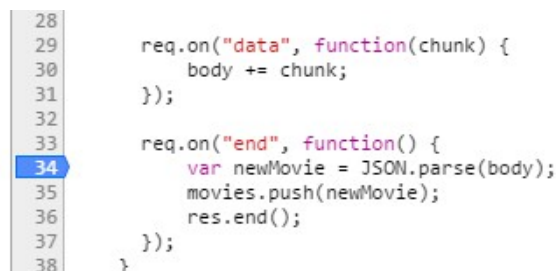 28
29 req.on("data", function(chunk) {
30 body += chunk;
31 });
32
33 req.on("end", function() {
34 var newMovie = JSON.parse(body);
35 movies.push(newMovie);
36 res.end();
37 });
38 }